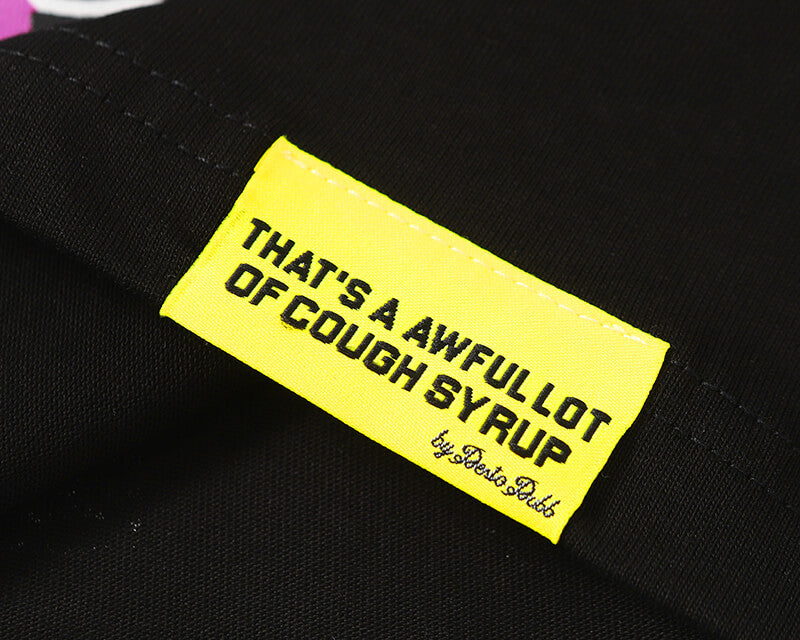 THAT'S A AWFUL LOT
OF COUGH SYRUP
by Desto Dubb